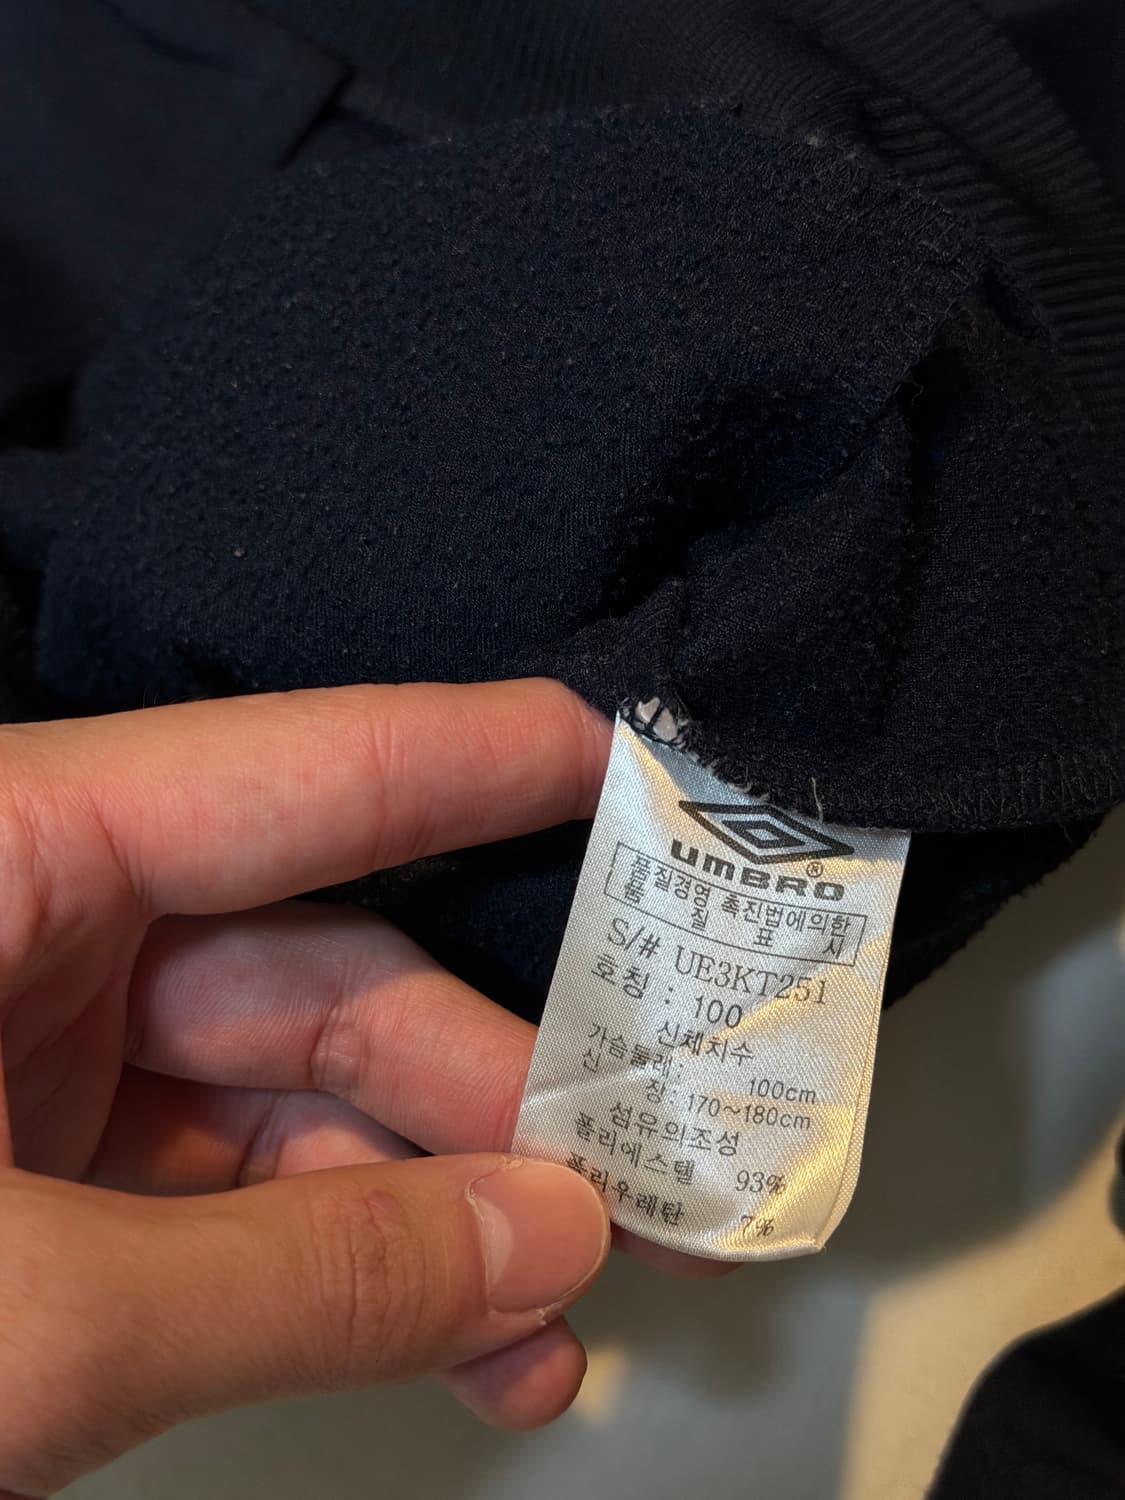 UMBRO®
품질경영 촉진법에의한
품 질 표 시
S/# UE3KT251
호칭 : 100
신체치수
가슴둘레: 100cm
신 장: 170~180cm
섬유의조성
폴리에스텔 93%
폴리우레탄 7%